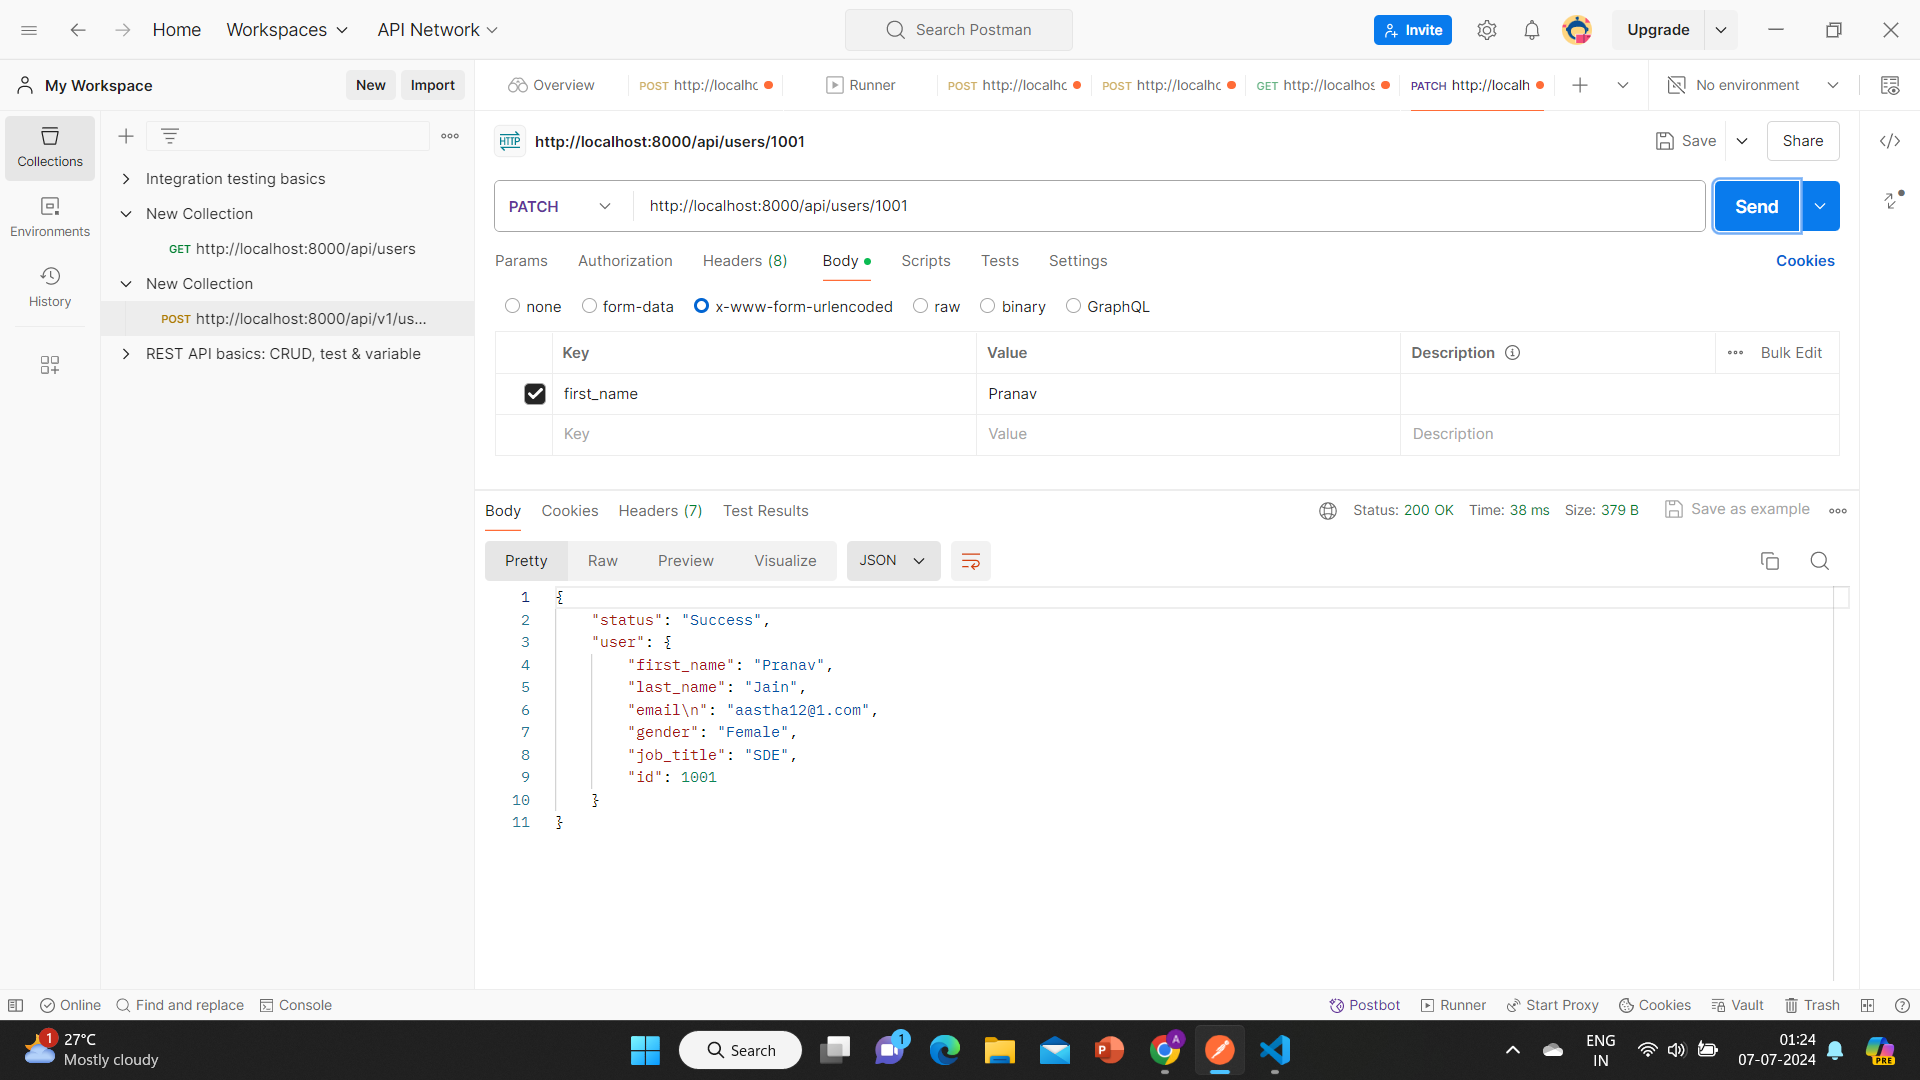 Home Workspaces API Network Search Postman Invite Upgrade
My Workspace New Import Overview POST http://localhc Runner POST http://localhc POST http://localhc GET http://localhos PATCH http://localh No environment
Collections
Environments
History
Integration testing basics
New Collection
GET http://localhost:8000/api/users
New Collection
POST http://localhost:8000/api/v1/us...
REST API basics: CRUD, test & variable
HTTP http://localhost:8000/api/users/1001 Save Share
PATCH http://localhost:8000/api/users/1001 Send
Params Authorization Headers (8) Body Scripts Tests Settings Cookies
none form-data x-www-form-urlencoded raw binary GraphQL
Key Value Description Bulk Edit
first_name Pranav
Key Value Description
Body Cookies Headers (7) Test Results Status: 200 OK Time: 38 ms Size: 379 B Save as example
Pretty Raw Preview Visualize JSON
1 {
2 "status": "Success",
3 "user": {
4 "first_name": "Pranav",
5 "last_name": "Jain",
6 "email\n": "aastha12@1.com",
7 "gender": "Female",
8 "job_title": "SDE",
9 "id": 1001
10 }
11 }
Online Find and replace Console Postbot Runner Start Proxy Cookies Vault Trash
1 27°C
Mostly cloudy
Search 1 A
ENG
IN
01:24
07-07-2024
PRE